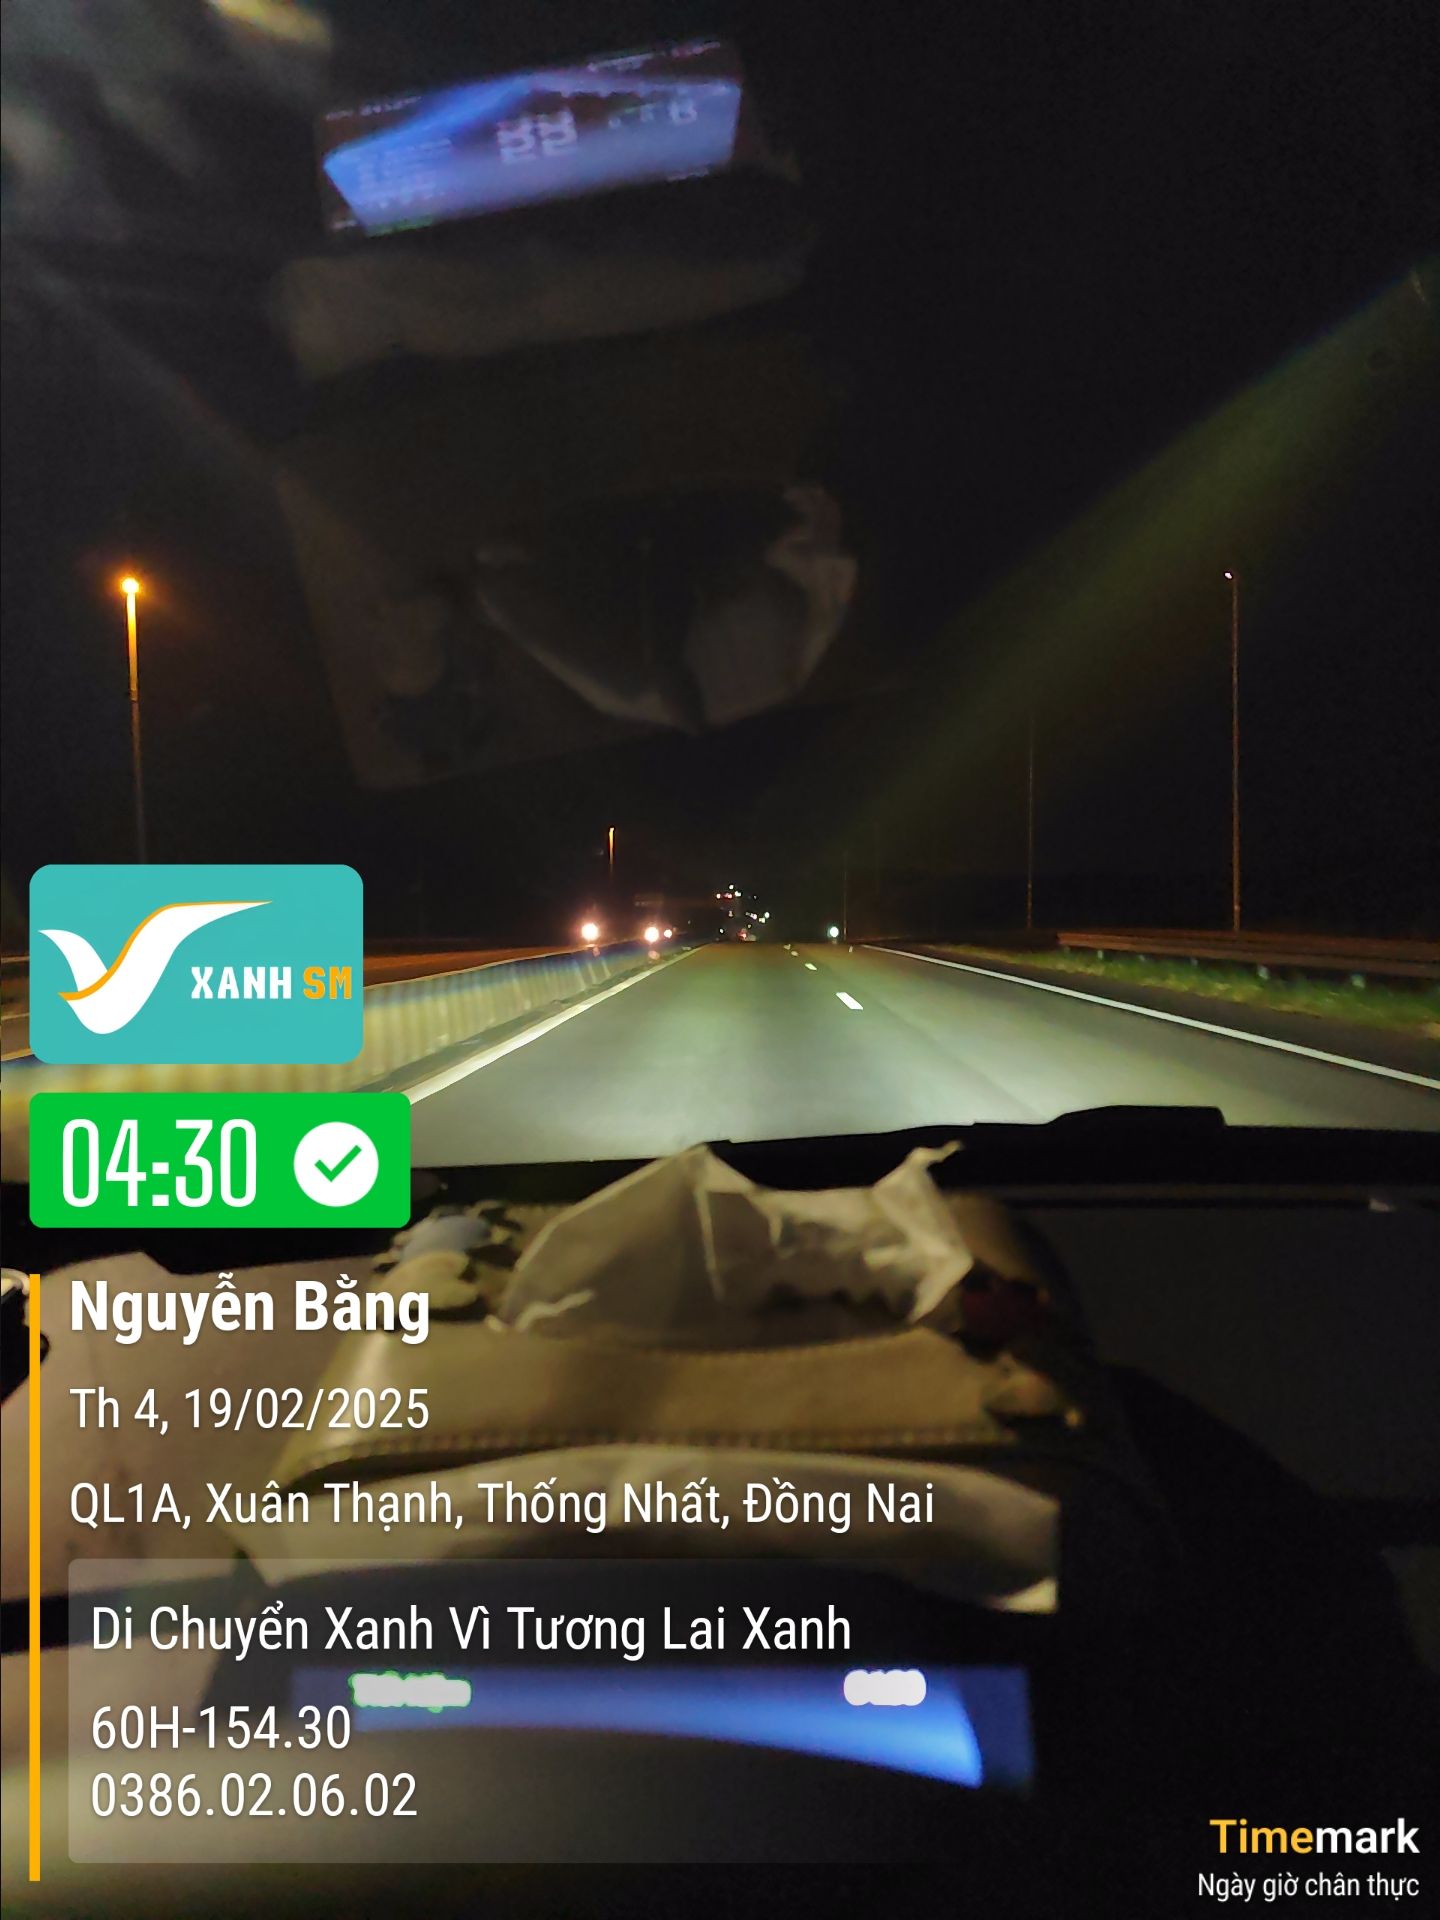 XANH SM
04:30
Nguyễn Bằng
Th 4, 19/02/2025
QL1A, Xuân Thạnh, Thống Nhất, Đồng Nai
Di Chuyển Xanh Vì Tương Lai Xanh
60H-154.30
0386.02.06.02
Timemark
Ngày giờ chân thực